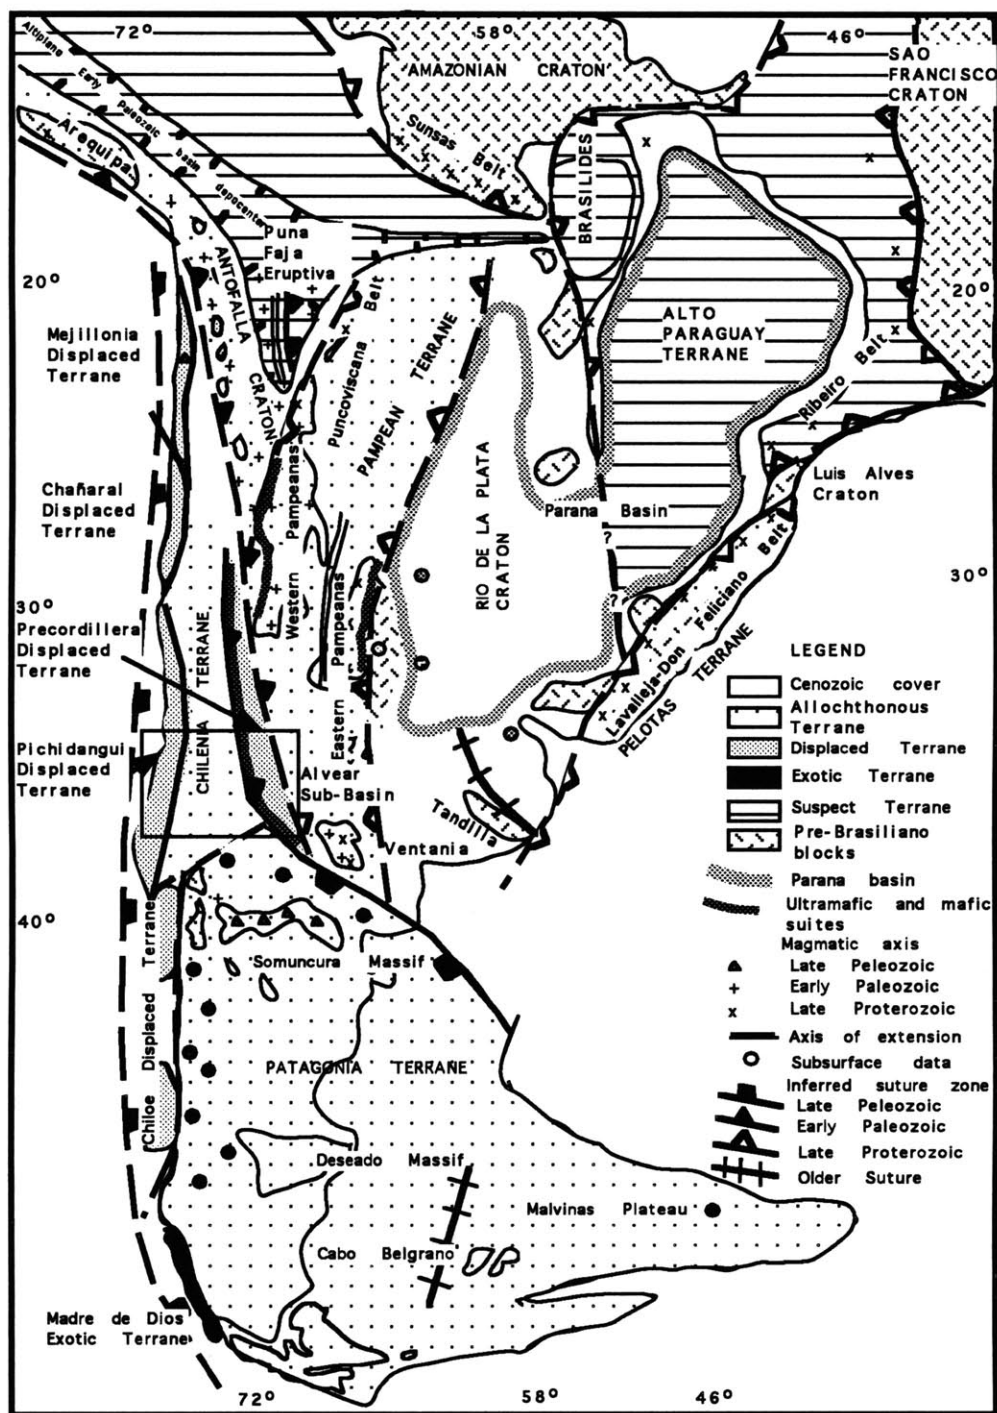 72°
58°
46°
Altiplano Early Paleozoic basin depocenter
AMAZONIAN CRATON
SAO
FRANCISCO
CRATON
Arequipa
Sunsas Belt
BRASILIDES
Puna
Faja
Eruptiva
20°
20°
ANTOFALLA CRATON
Puncoviscana Belt
PAMPEAN TERRANE
ALTO
PARAGUAY
TERRANE
Mejillonia
Displaced
Terrane
Ribeiro Belt
Chañaral
Displaced
Terrane
Western Pampeanas
RIO DE LA PLATA
CRATON
Parana Basin
?
Luis Alves
Craton
30°
30°
Precordillera
Displaced
Terrane
CHILENIA TERRANE
Eastern Pampeanas
?
Lavalleja-Don Feliciano Belt
PELOTAS TERRANE
Pichidangui
Displaced
Terrane
Alvear
Sub-Basin
Tandilla
Ventania
40°
Somuncura Massif
Chiloe Displaced Terrane
PATAGONIA TERRANE
Deseado Massif
Malvinas Plateau
Cabo Belgrano
Madre de Dios
Exotic Terrane
72°
58°
46°
LEGEND
Cenozoic cover
Allochthonous
Terrane
Displaced Terrane
Exotic Terrane
Suspect Terrane
Pre-Brasiliano
blocks
Parana basin
Ultramafic and mafic
suites
Magmatic axis
Late Peleozoic
Early Paleozoic
Late Proterozoic
Axis of extension
Subsurface data
Inferred suture zone
Late Peleozoic
Early Paleozoic
Late Proterozoic
Older Suture